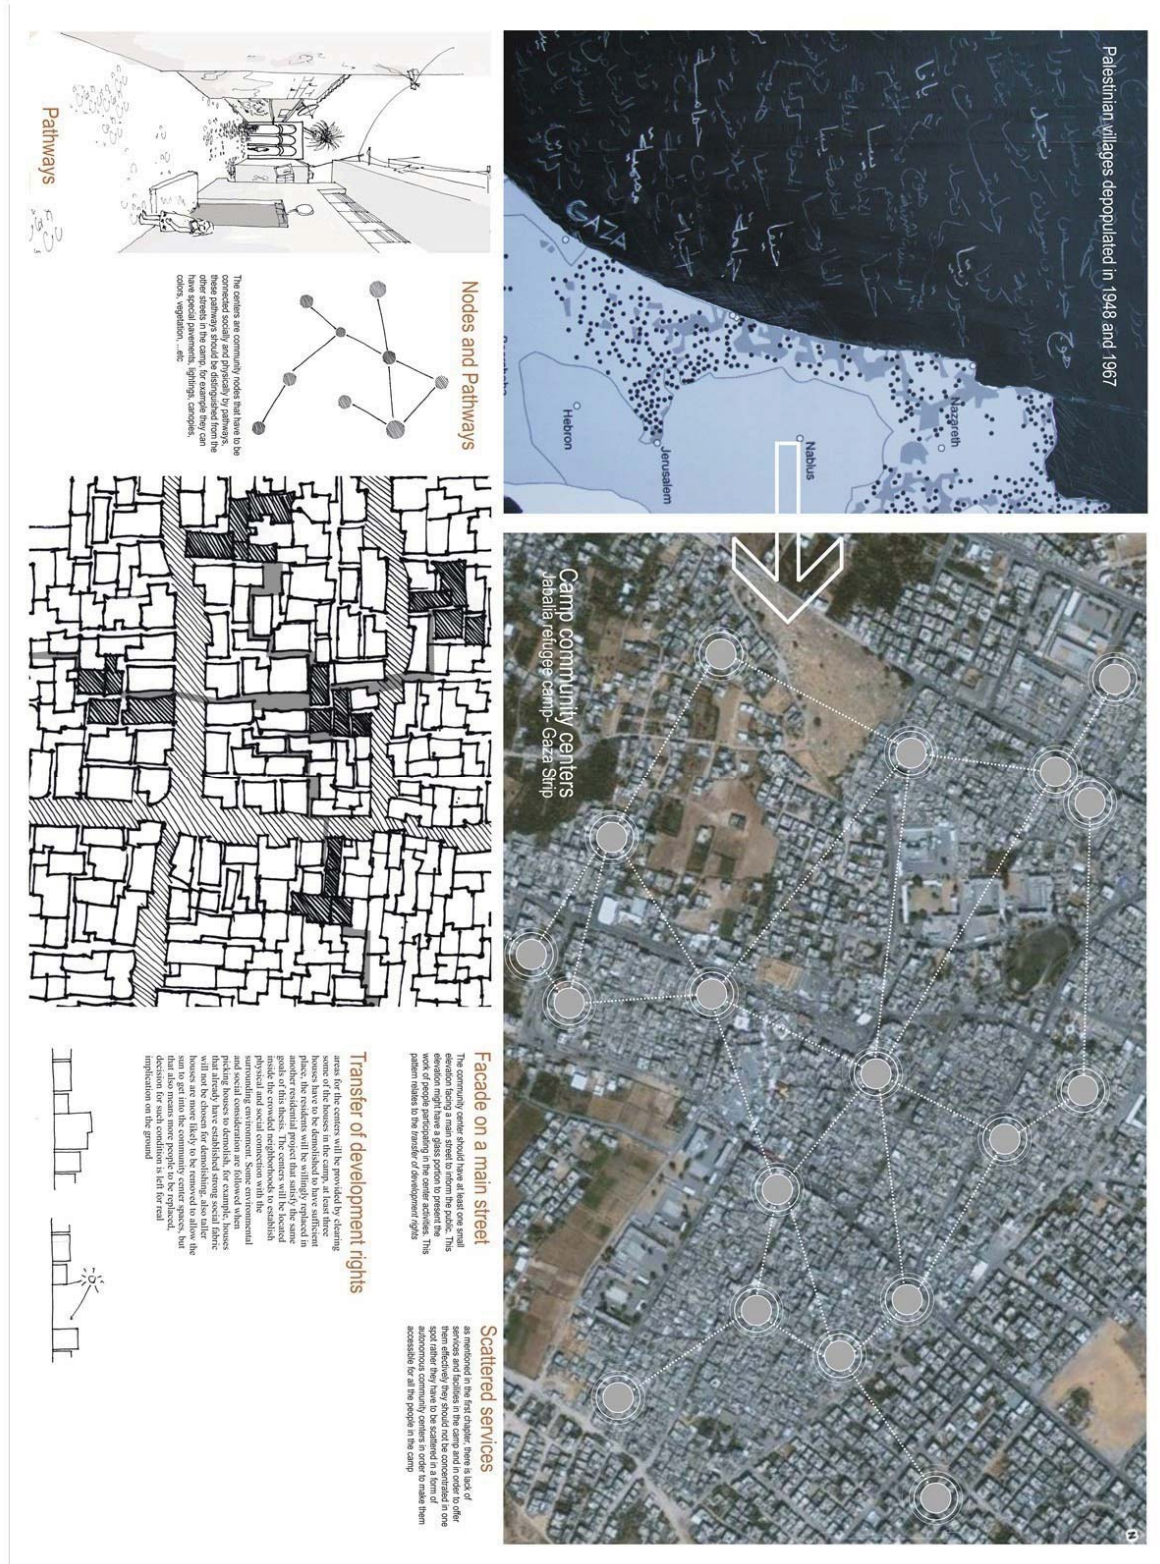 Palestinian villages depopulated in 1948 and 1967
GAZA
Nazareth
Nablus
Jerusalem
Hebron
Camp community centers
Jabalia refugee camp- Gaza Strip
N
Pathways
Nodes and Pathways
The centers are community nodes that have to be
connected socially and physically by pathways,
these pathways should be distinguished from the
other streets in the camp, for example they can
have special pavements, lightings, canopies,
colors, vegetation, ...etc
Facade on a main street
The community center should have at least one small
elevation facing a main street to inform the public. This
elevation might have a glass portion to present the
work of people participating in the center activities. This
pattern relates to the transfer of development rights
Transfer of development rights
areas for the centers will be provided by clearing
some of the houses in the camp, at least three
houses have to be demolished to have sufficient
place, the residents will be willingly replaced in
another residential project that satisfy the same
goals of this thesis. The centers will be located
inside the crowded neighborhoods to establish
physical and social connection with the
surrounding environment. Some environmental
and social consideration are followed when
picking houses to demolish, for example, houses
that already have established strong social fabric
will not be chosen for demolishing, also taller
houses are more likely to be removed to allow the
sun to get into the community center spaces, but
that also means more people to be replaced,
decision for such condition is left for real
implication on the ground
Scattered services
as mentioned in the first chapter, there is lack of
services and facilities in the camp and in order to offer
them effectively they should not be concentrated in one
spot rather they have to be scattered in a form of
autonomous community centers in order to make them
accessible for all the people in the camp